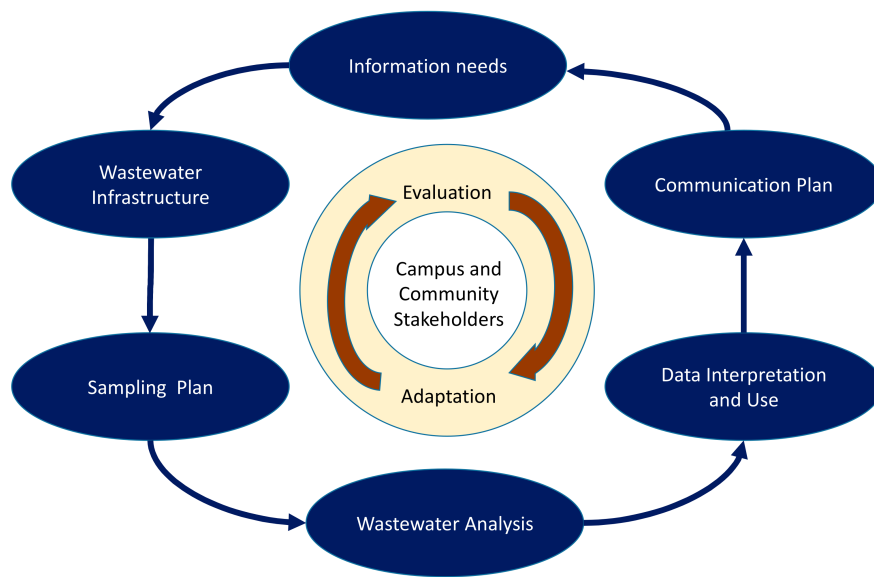 Information needs
Wastewater
Infrastructure
Communication Plan
Evaluation
Campus and
Community
Stakeholders
Adaptation
Sampling Plan
Data Interpretation
and Use
Wastewater Analysis